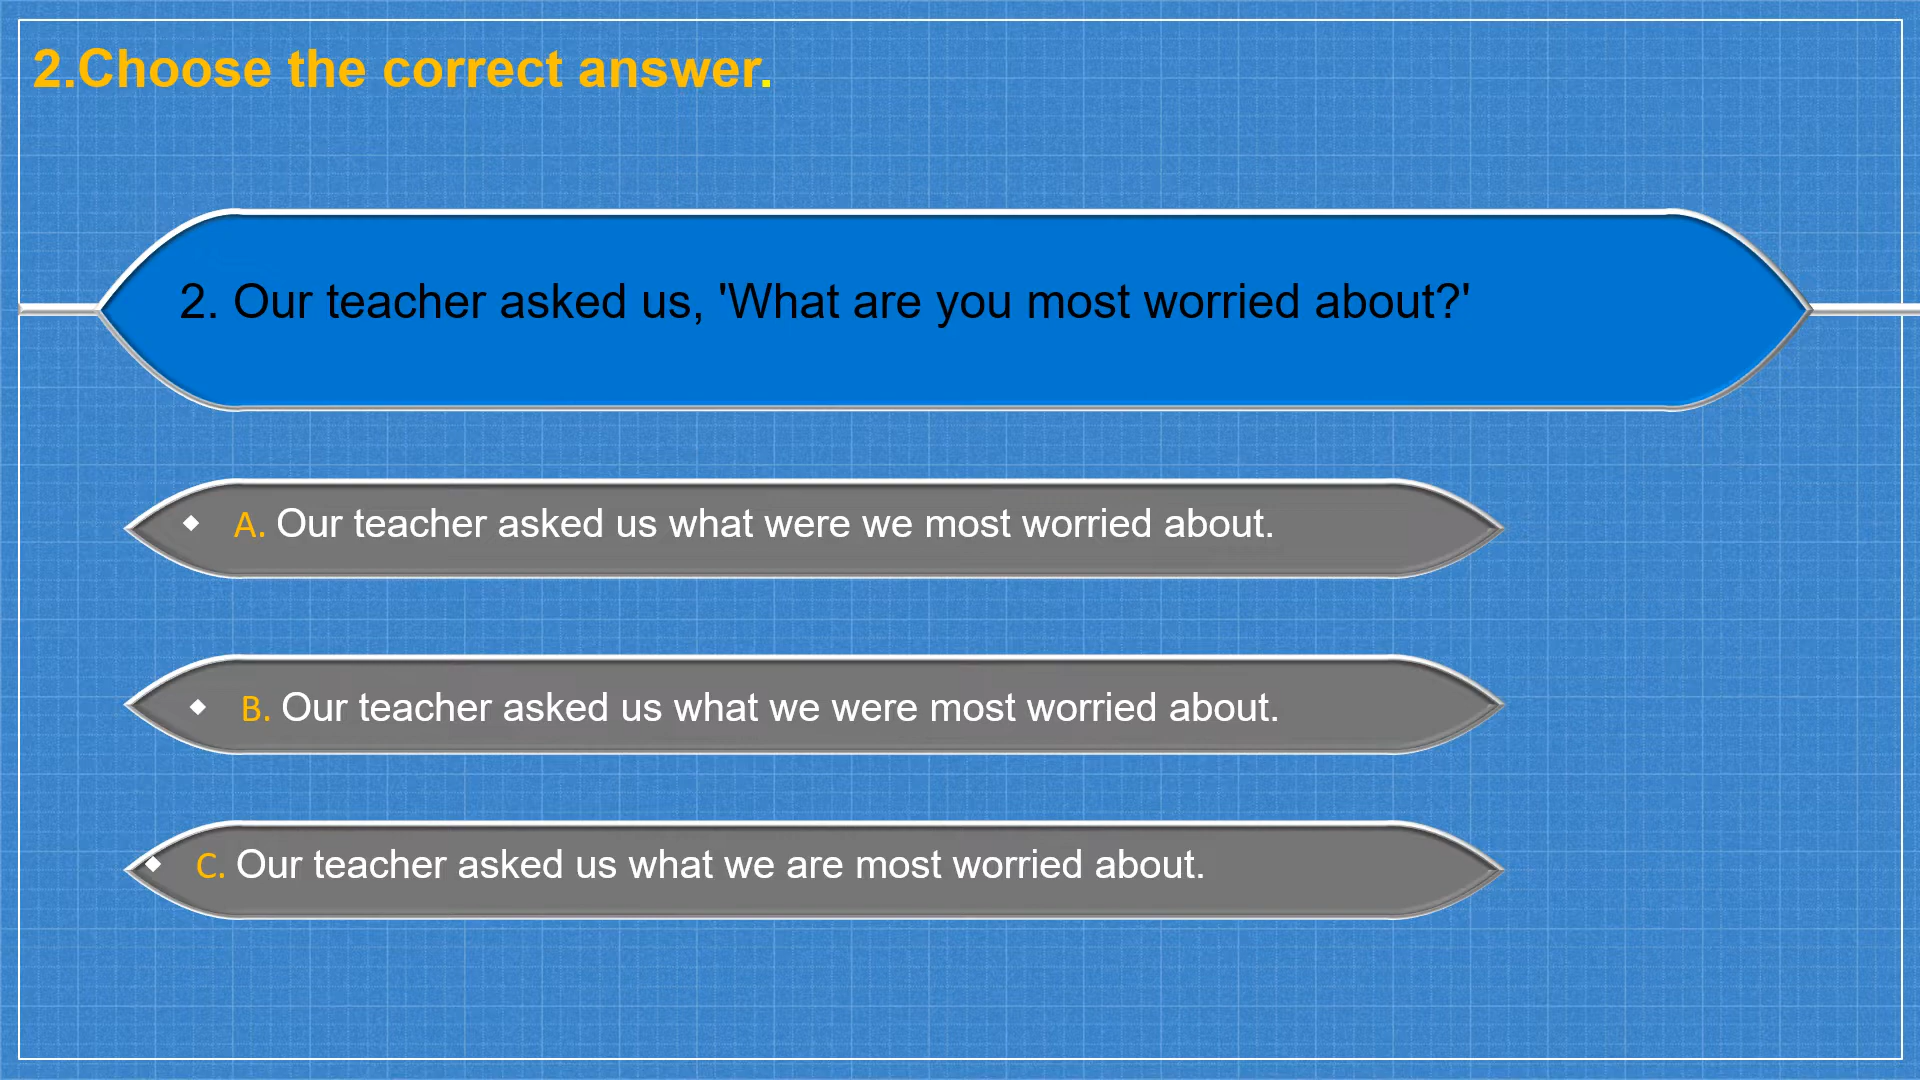 2.Choose the correct answer.
2. Our teacher asked us, 'What are you most worried about?'
◆ A. Our teacher asked us what were we most worried about.
◆ B. Our teacher asked us what we were most worried about.
◆ C. Our teacher asked us what we are most worried about.